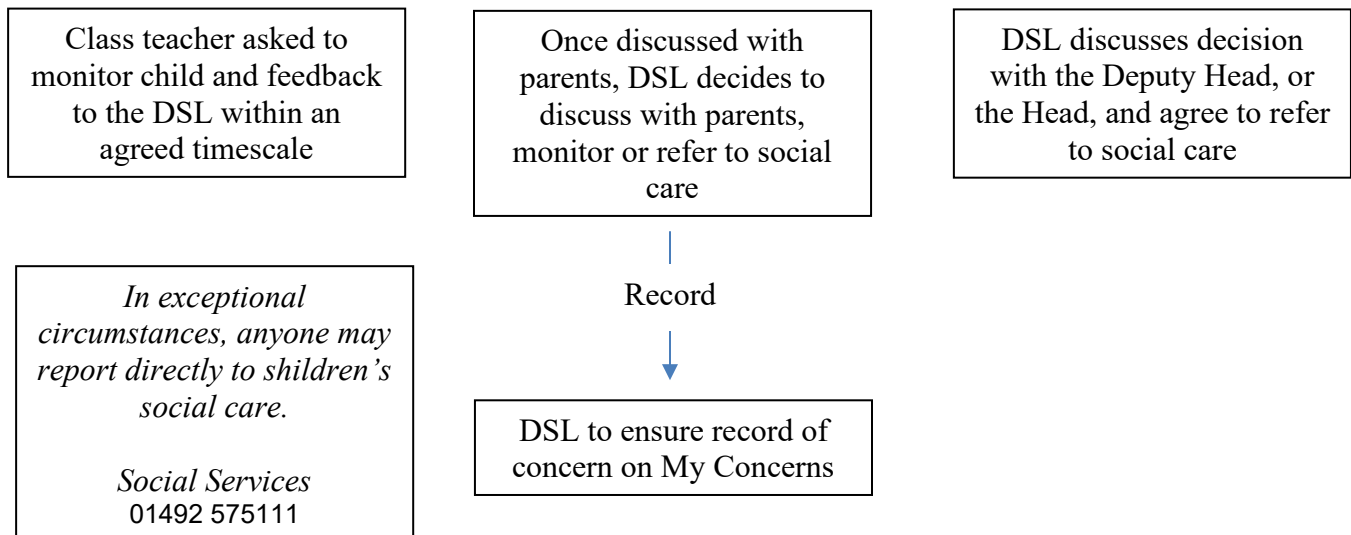 Class teacher asked to
monitor child and feedback
to the DSL within an
agreed timescale
Once discussed with
parents, DSL decides to
discuss with parents,
monitor or refer to social
care
DSL discusses decision
with the Deputy Head, or
the Head, and agree to refer
to social care
In exceptional
circumstances, anyone may
report directly to shildren’s
social care.
Social Services
01492 575111
Record
DSL to ensure record of
concern on My Concerns